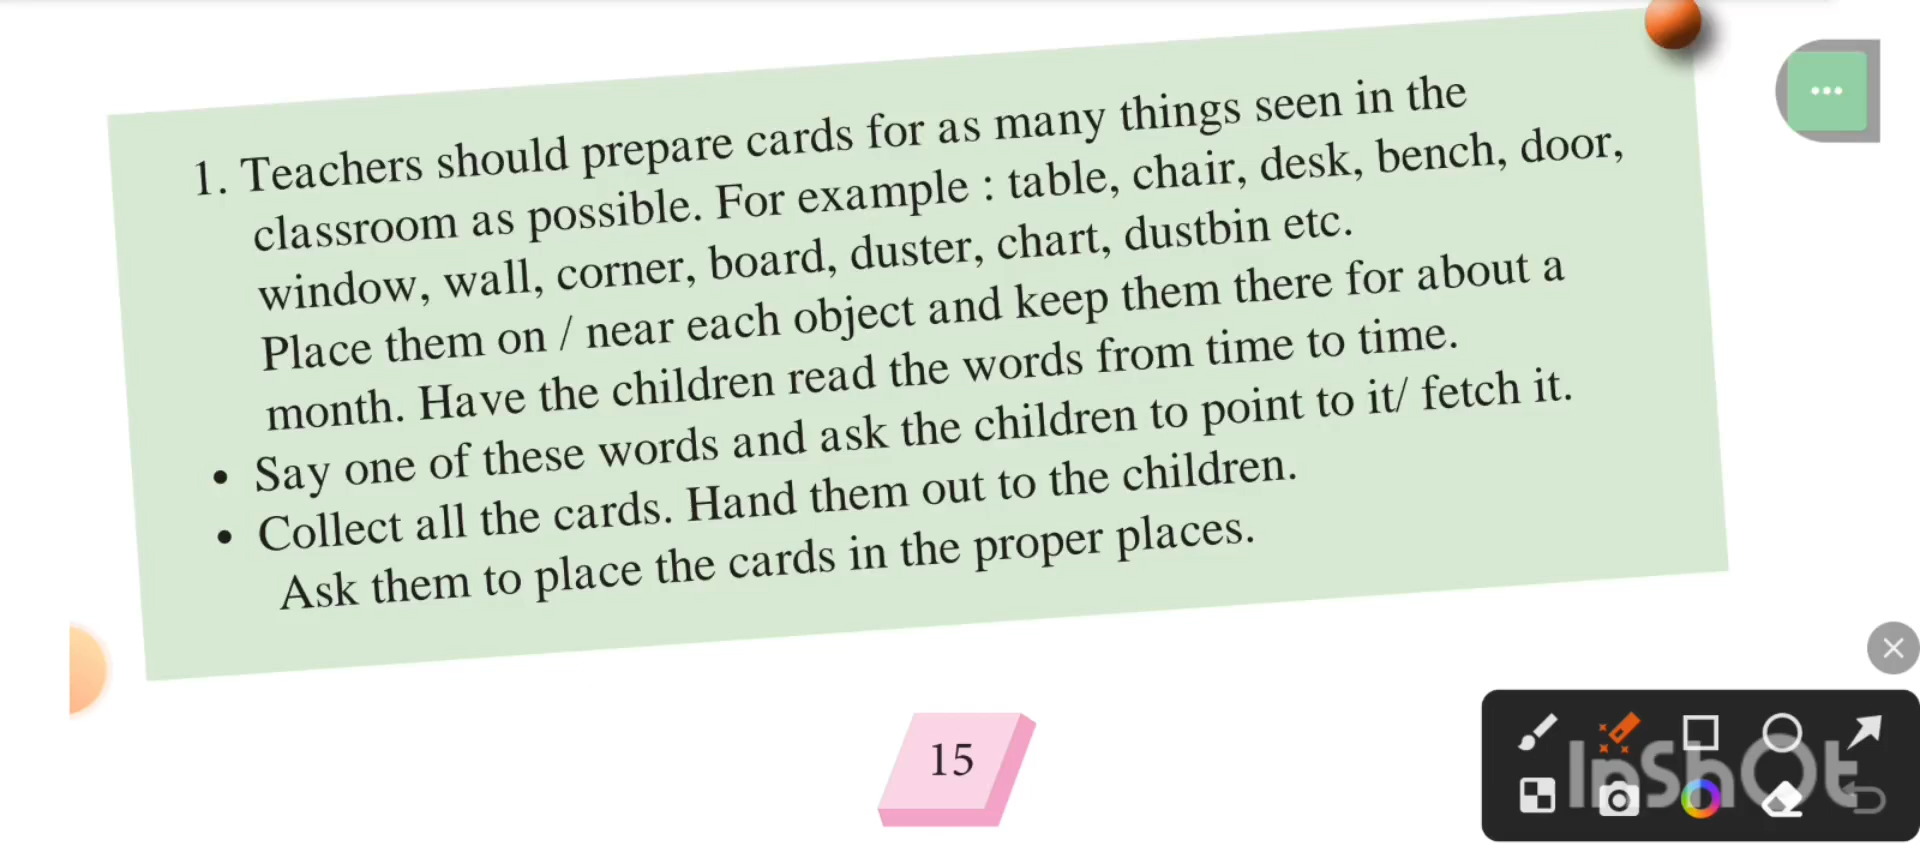 1. Teachers should prepare cards for as many things seen in the
classroom as possible. For example : table, chair, desk, bench, door,
window, wall, corner, board, duster, chart, dustbin etc.
Place them on / near each object and keep them there for about a
month. Have the children read the words from time to time.
• Say one of these words and ask the children to point to it/ fetch it.
• Collect all the cards. Hand them out to the children.
Ask them to place the cards in the proper places.
15
InShOt